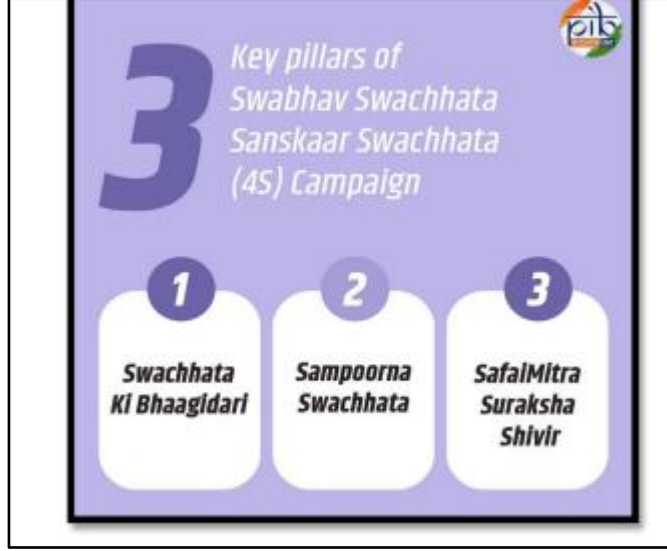 pib
3
Key pillars of
Swabhav Swachhata
Sanskaar Swachhata
(4S) Campaign
1
Swachhata
Ki Bhaagidari
2
Sampoorna
Swachhata
3
SafaiMitra
Suraksha
Shivir